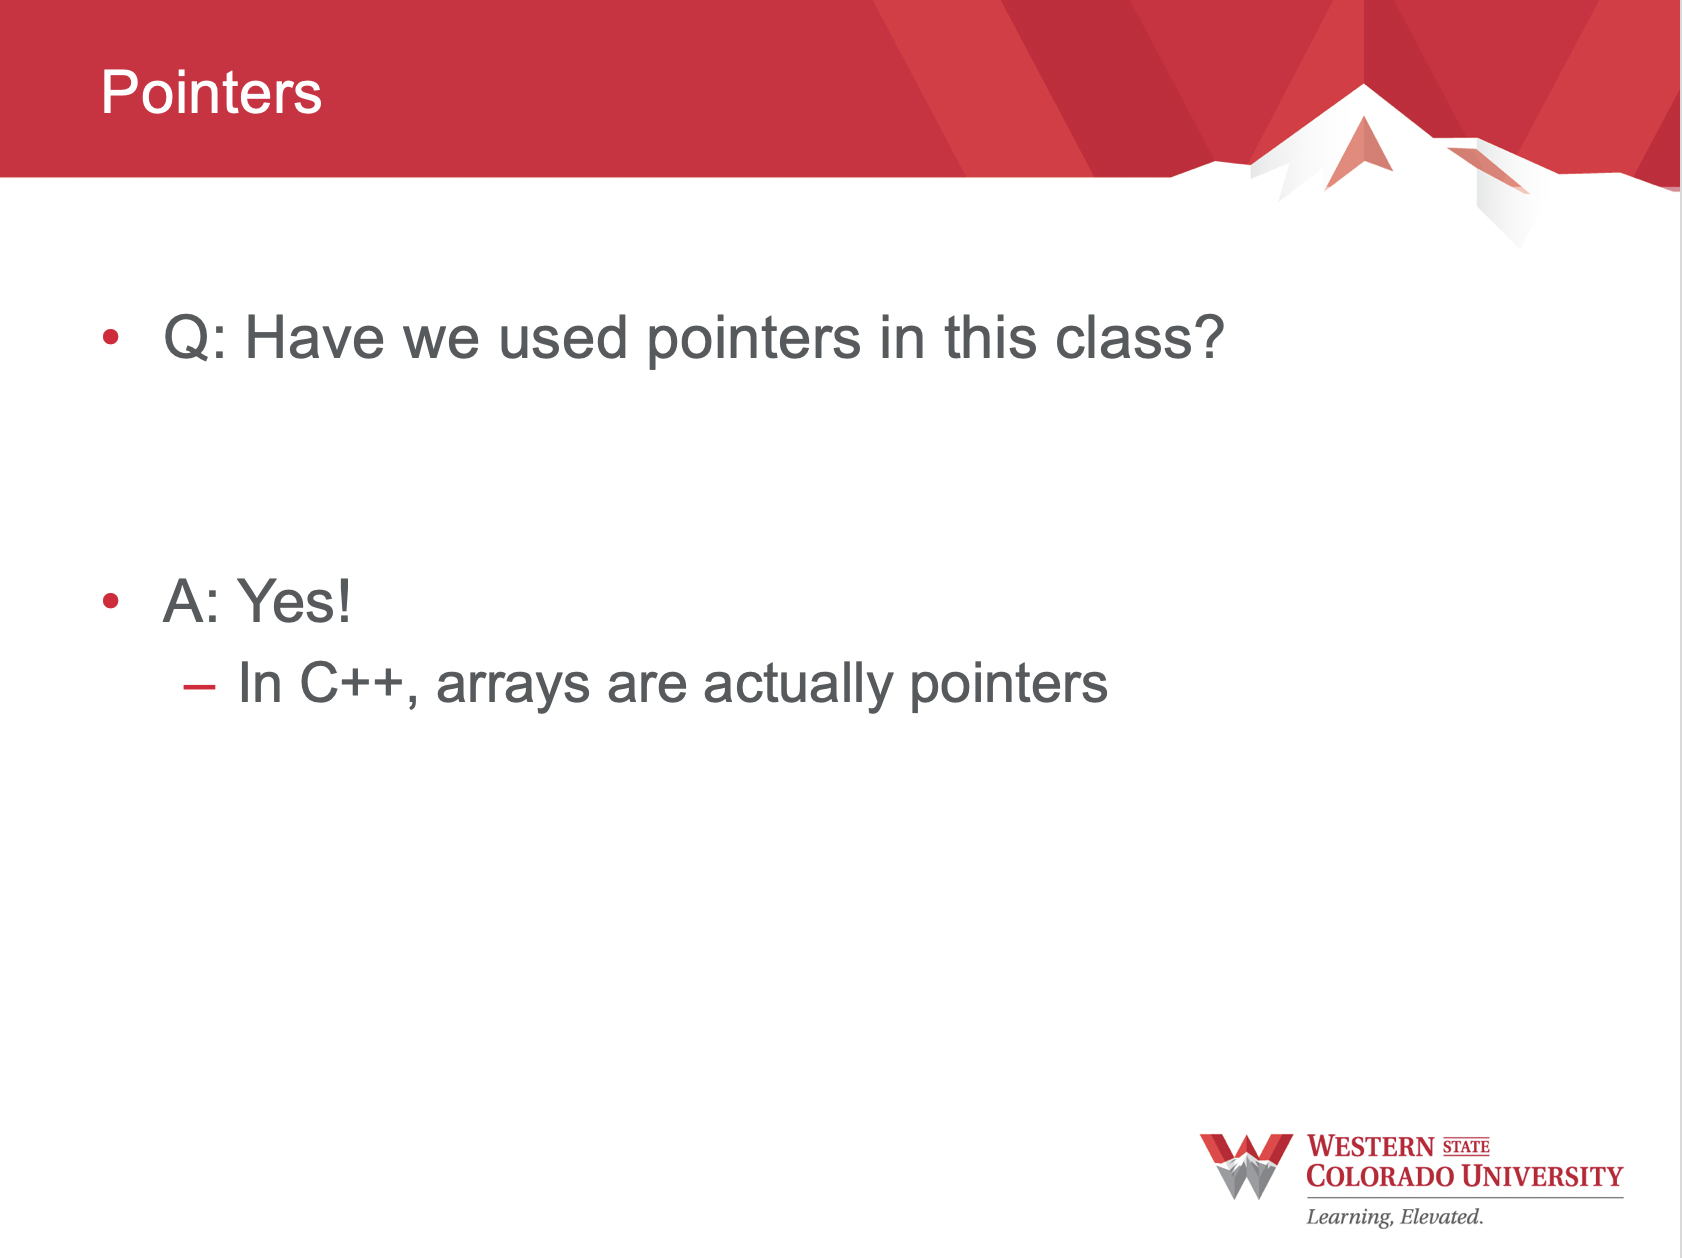 Pointers
• Q: Have we used pointers in this class?
• A: Yes!
– In C++, arrays are actually pointers
WESTERN STATE
COLORADO UNIVERSITY
Learning, Elevated.